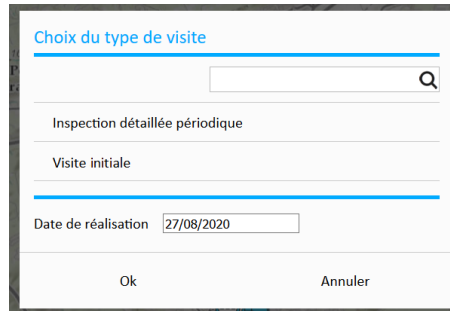 Choix du type de visite
Inspection détaillée périodique
Visite initiale
Date de réalisation 27/08/2020
Ok Annuler